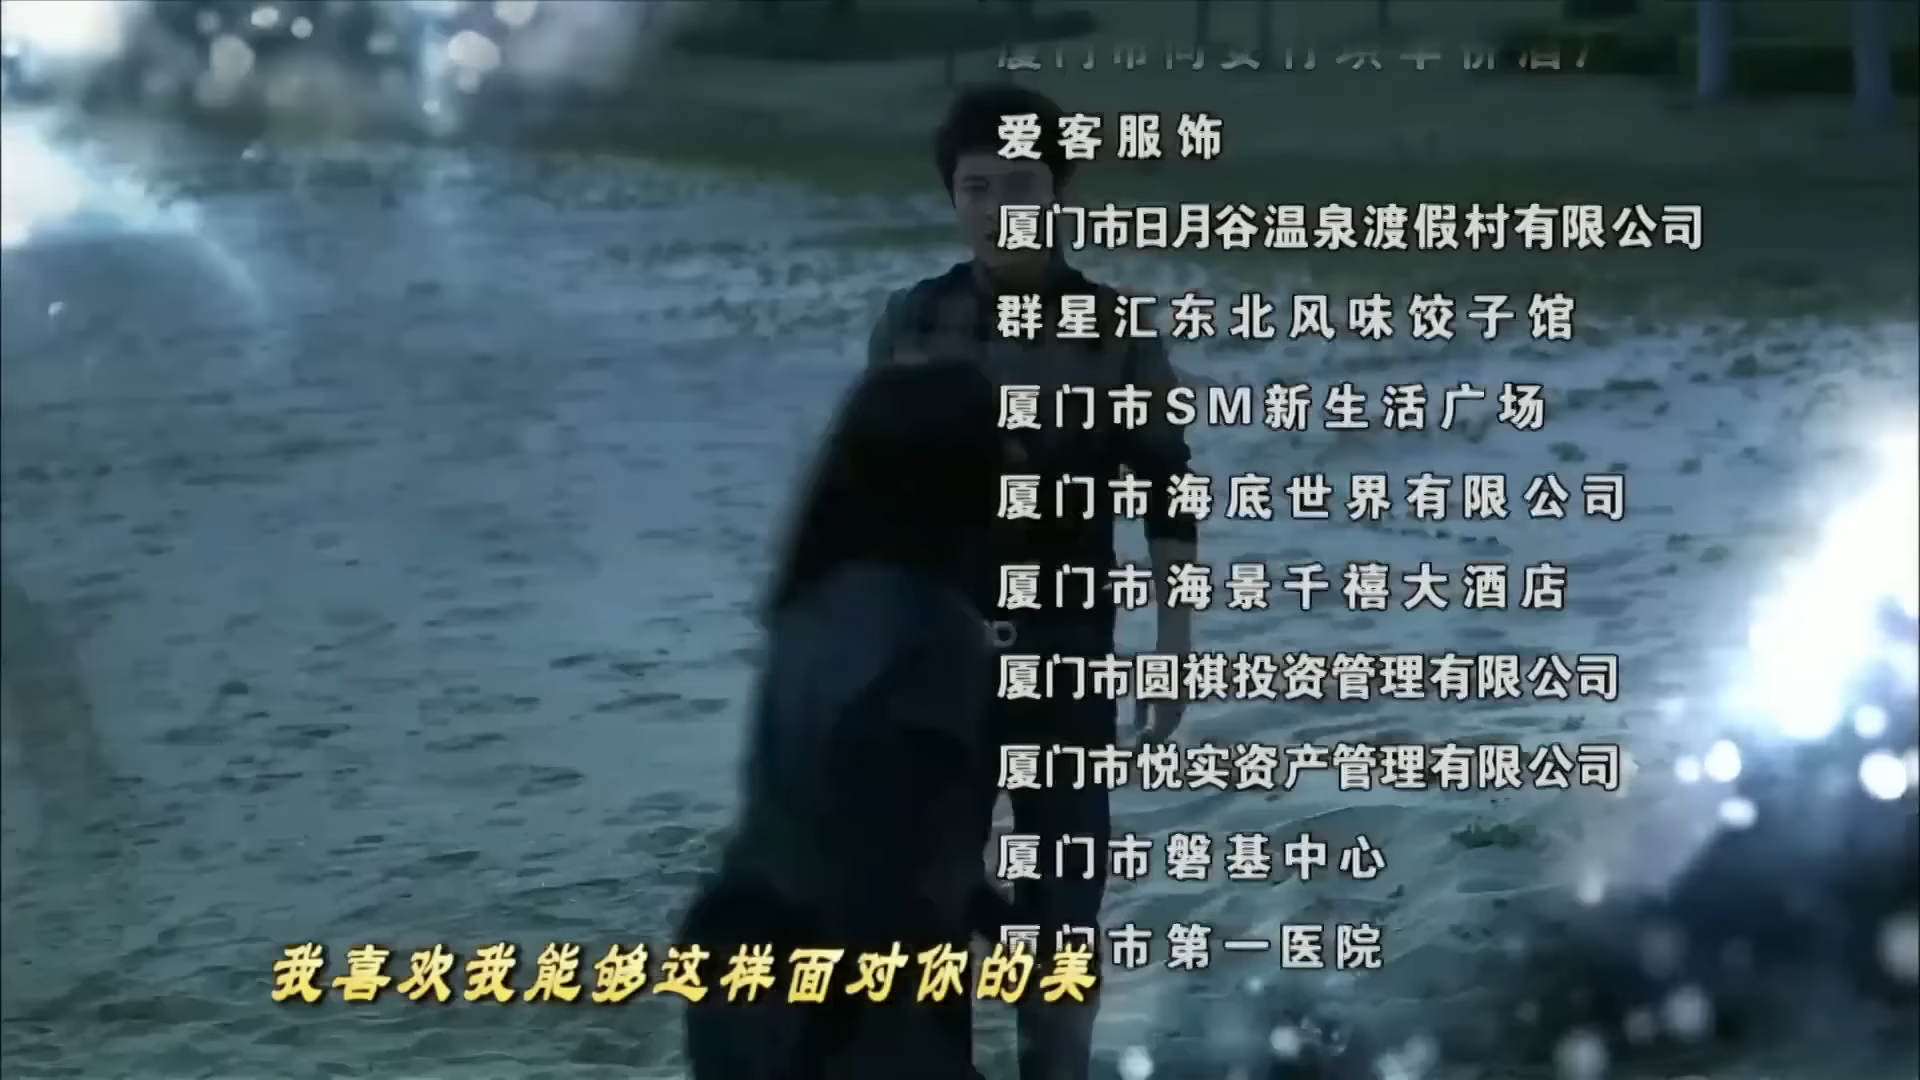 爱客服饰
厦门市日月谷温泉渡假村有限公司
群星汇东北风味饺子馆
厦门市SM新生活广场
厦门市海底世界有限公司
厦门市海景千禧大酒店
厦门市圆祺投资管理有限公司
厦门市悦实资产管理有限公司
厦门市磐基中心
厦门市第一医院
我喜欢我能够这样面对你的美